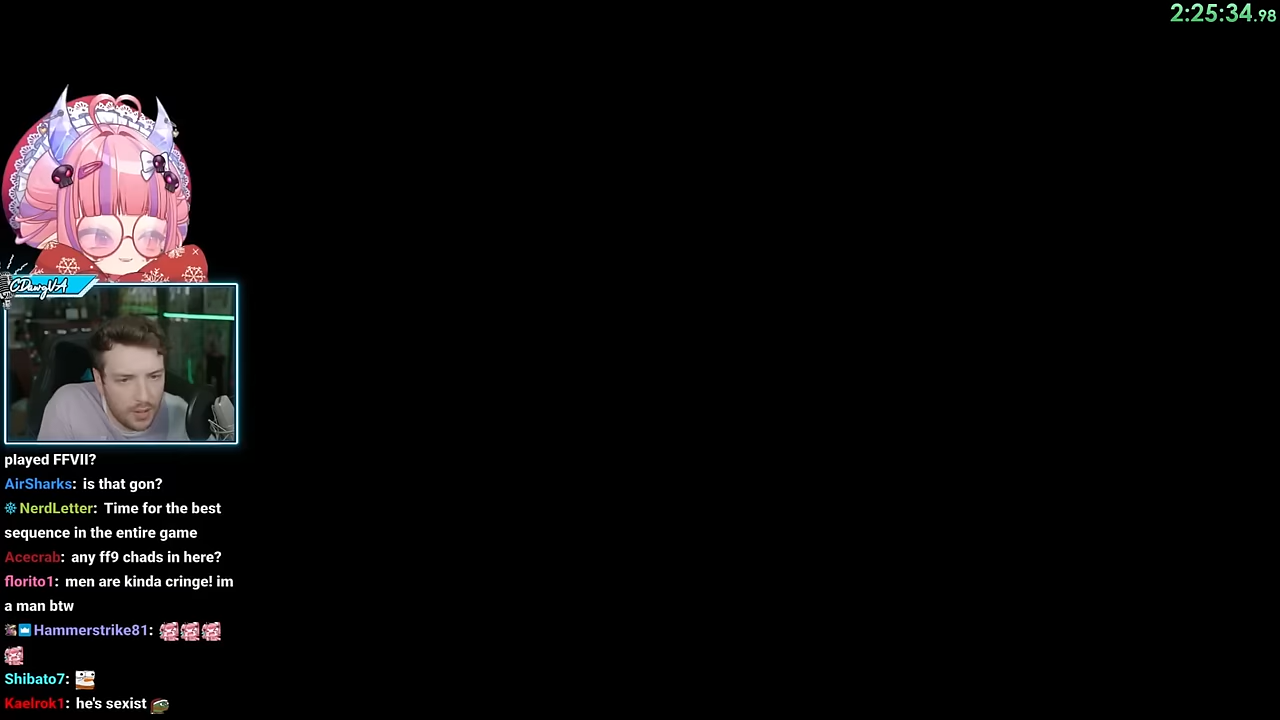 2:25:34.98
CDawgVA
played FFVII?
AirSharks: is that gon?
NerdLetter: Time for the best
sequence in the entire game
Acecrab: any ff9 chads in here?
florito1: men are kinda cringe! im
a man btw
Hammerstrike81:
Shibato7:
Kaelrok1: he's sexist